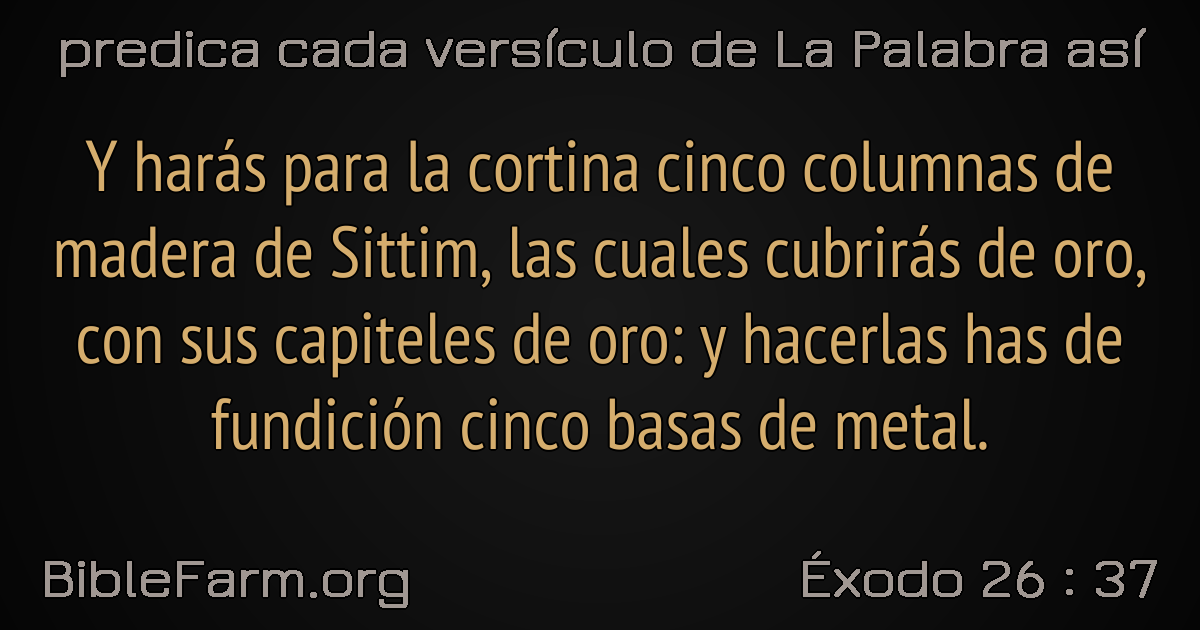 predica cada versículo de La Palabra así
Y harás para la cortina cinco columnas de
madera de Sittim, las cuales cubrirás de oro,
con sus capiteles de oro: y hacerlas has de
fundición cinco basas de metal.
BibleFarm.org
Éxodo 26 : 37